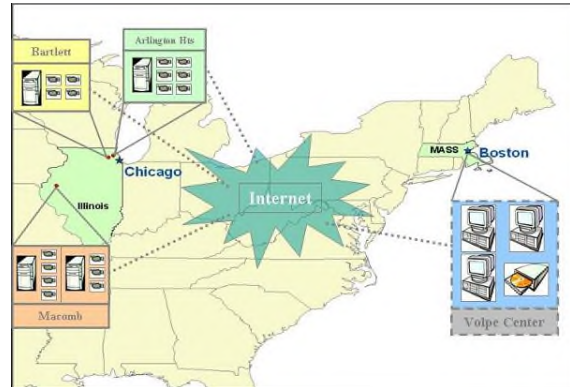 Bartlett
Arlington Hts
MASS
Boston
Chicago
Illinois
Internet
Macomb
Volpe Center